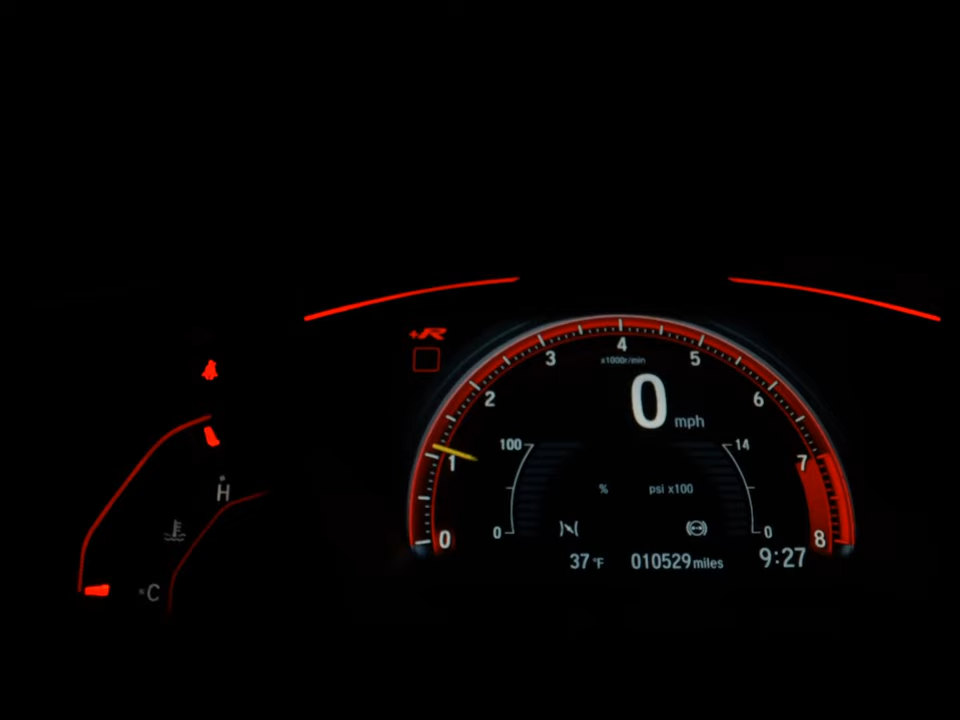 +R
4
3 5
x1000r/min
2 6
0 mph
100 14
1 7
% psi x100
H
0 0
0 8
37 °F 010529 miles 9:27
C